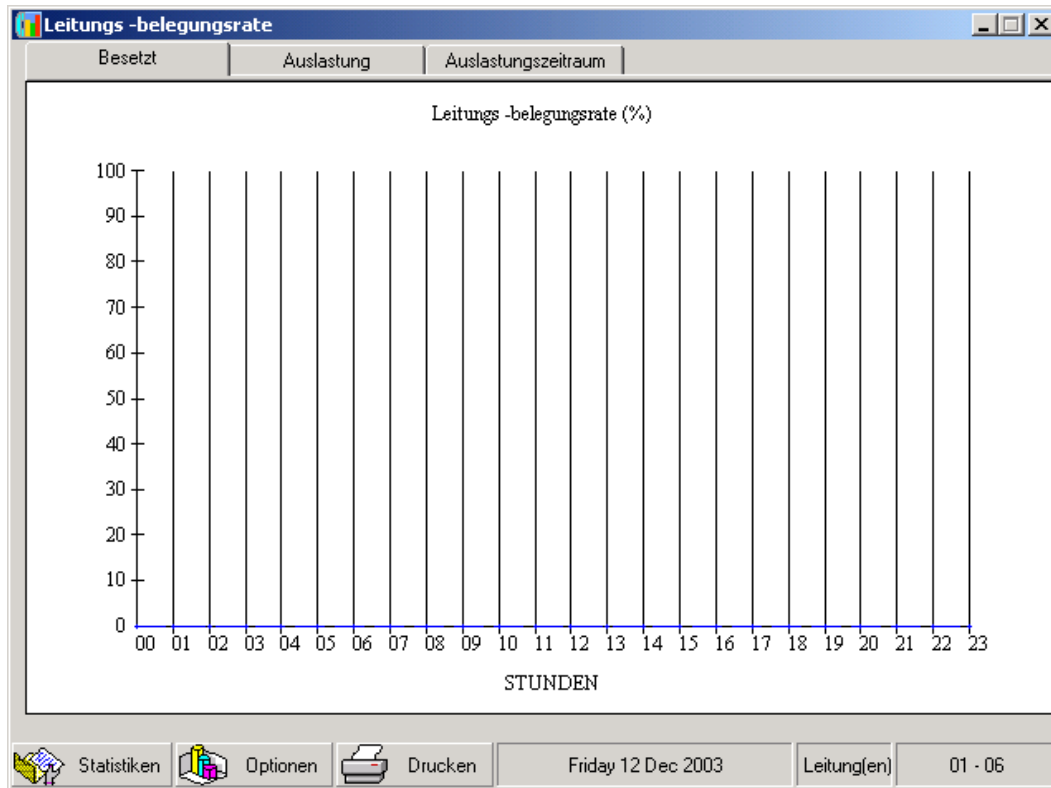 Leitungs -belegungsrate
Besetzt Auslastung Auslastungszeitraum
Leitungs -belegungsrate (%)
100
90
80
70
60
50
40
30
20
10
0
00 01 02 03 04 05 06 07 08 09 10 11 12 13 14 15 16 17 18 19 20 21 22 23
STUNDEN
Statistiken Optionen Drucken Friday 12 Dec 2003 Leitung(en) 01 - 06